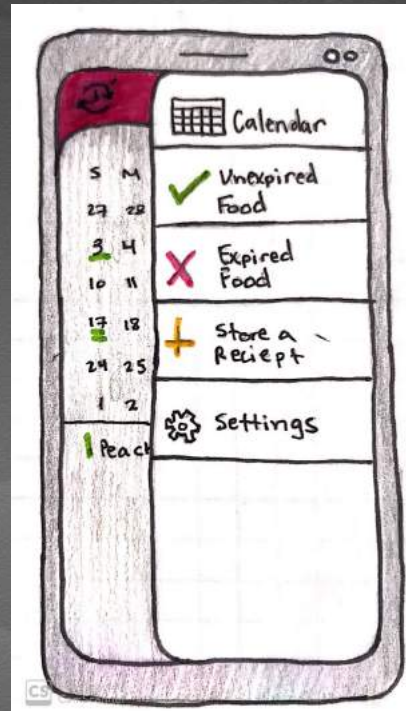 Calendar
Unexpired
Food
Expired
Food
Store a
Reciept
Settings
S M
27 28
3 4
10 11
17 18
24 25
1 2
Peach
CS